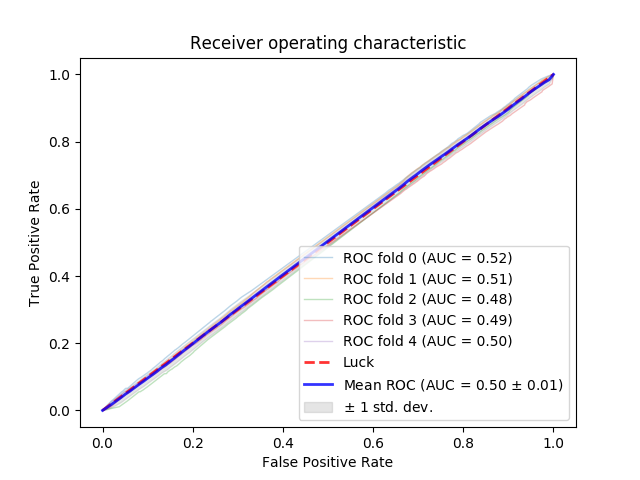 Receiver operating characteristic
True Positive Rate
1.0
0.8
0.6
0.4
0.2
0.0
ROC fold 0 (AUC = 0.52)
ROC fold 1 (AUC = 0.51)
ROC fold 2 (AUC = 0.48)
ROC fold 3 (AUC = 0.49)
ROC fold 4 (AUC = 0.50)
Luck
Mean ROC (AUC = 0.50 ± 0.01)
± 1 std. dev.
0.0 0.2 0.4 0.6 0.8 1.0
False Positive Rate